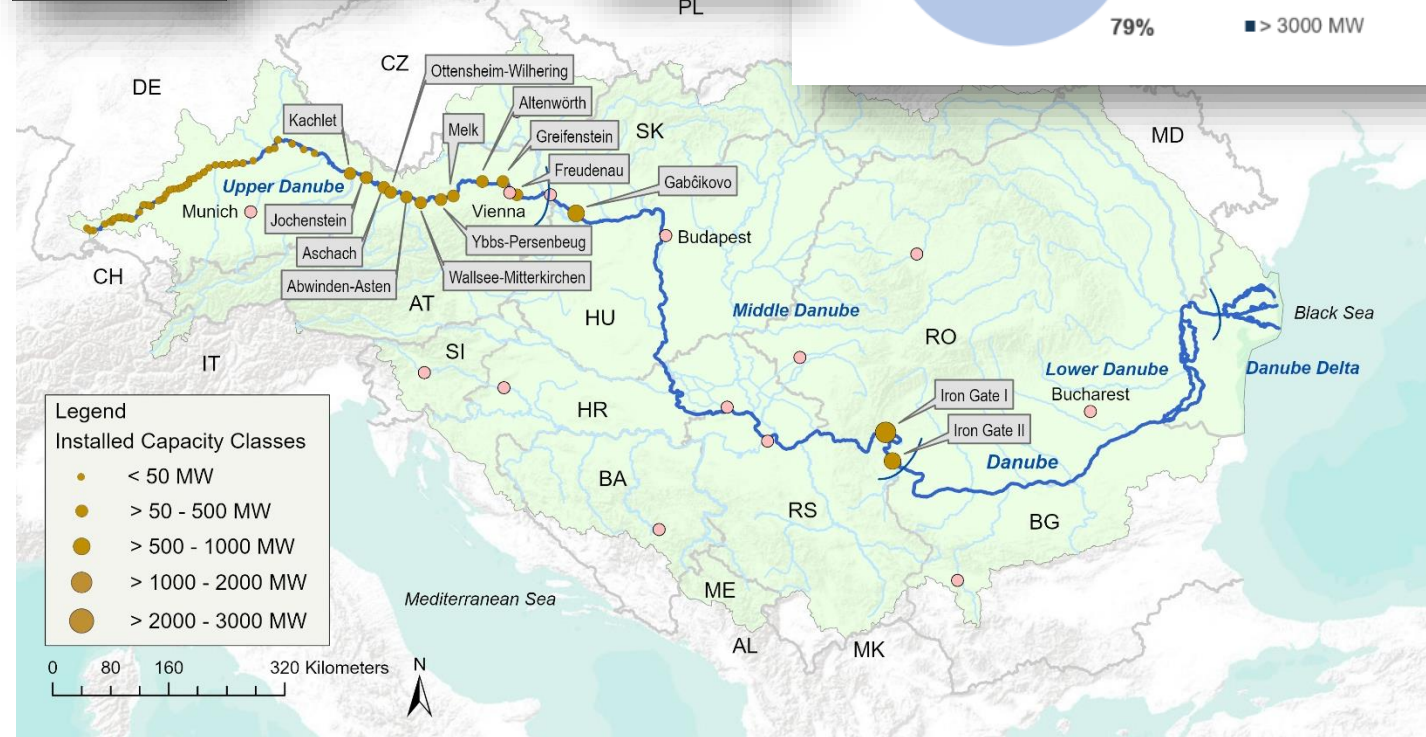 PL
79%
> 3000 MW
CZ
DE
Ottensheim-Wilhering
Altenwörth
Kachlet
Melk
Greifenstein
SK
MD
Freudenau
Gabčikovo
Upper Danube
Munich
Vienna
Jochenstein
Ybbs-Persenbeug
Budapest
Aschach
CH
Abwinden-Asten
Wallsee-Mitterkirchen
AT
HU
Middle Danube
Black Sea
RO
IT
SI
Lower Danube
Danube Delta
Bucharest
Iron Gate I
HR
Iron Gate II
Danube
BA
RS
BG
Legend
Installed Capacity Classes
< 50 MW
> 50 - 500 MW
> 500 - 1000 MW
> 1000 - 2000 MW
> 2000 - 3000 MW
ME
Mediterranean Sea
AL
MK
0 80 160 320 Kilometers
N